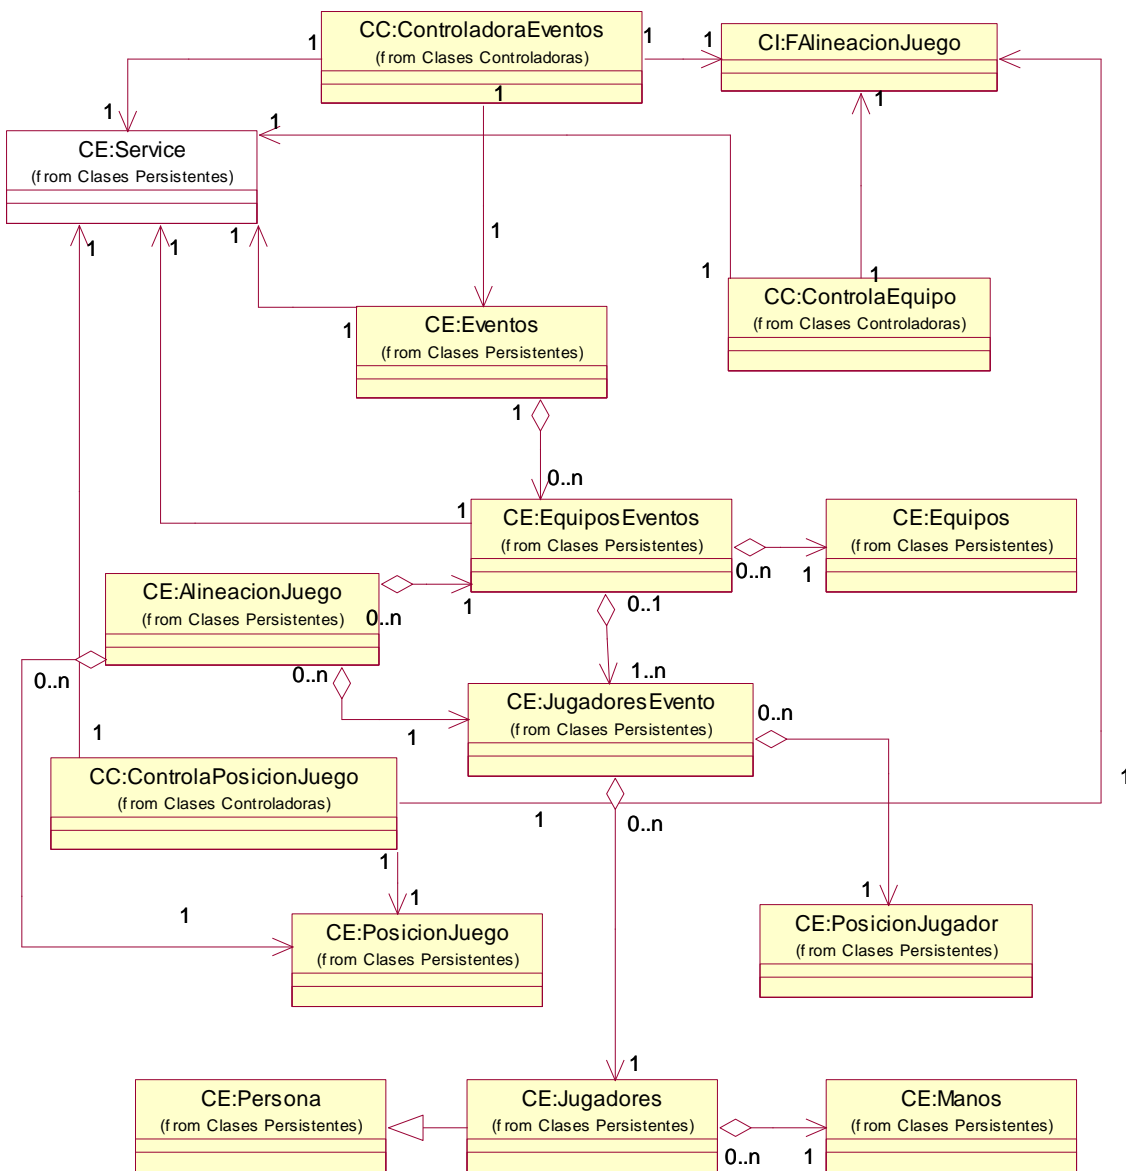 CC:ControladoraEventos
(from Clases Controladoras)
1
1
1
CI:FAlineacionJuego
1
1
1
CE:Service
(from Clases Persistentes)
1
1
1
1
1
1
1
CC:ControlaEquipo
(from Clases Controladoras)
CE:Eventos
(from Clases Persistentes)
1
1
0..n
CE:EquiposEventos
(from Clases Persistentes)
1
CE:Equipos
(from Clases Persistentes)
0..n
1
CE:AlineacionJuego
(from Clases Persistentes)
0..n
1
0..1
0..n
0..n
1..n
CE:JugadoresEvento
(from Clases Persistentes)
0..n
1
1
CC:ControlaPosicionJuego
(from Clases Controladoras)
1
1
0..n
1
1
1
1
CE:PosicionJuego
(from Clases Persistentes)
CE:PosicionJugador
(from Clases Persistentes)
1
CE:Persona
(from Clases Persistentes)
CE:Jugadores
(from Clases Persistentes)
0..n
1
CE:Manos
(from Clases Persistentes)